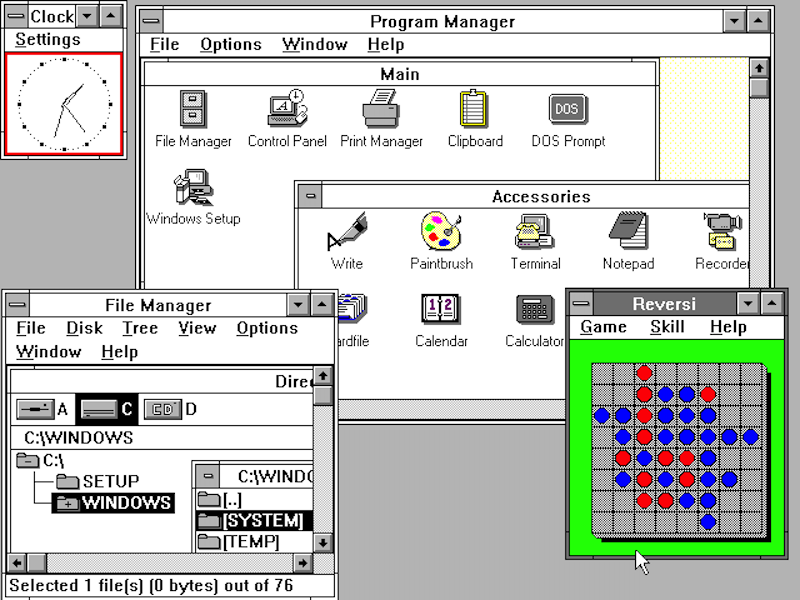 Clock
Settings
Program Manager
File Options Window Help
Main
File Manager Control Panel Print Manager Clipboard DOS Prompt
DOS
Windows Setup
Accessories
Write Paintbrush Terminal Notepad Recorder
1 2
ardfile Calendar Calculator
File Manager
File Disk Tree View Options
Window Help
Direc
A C CD D
C:\WINDOWS
C:\
SETUP
WINDOWS
C:\WINDO
[..]
[SYSTEM]
[TEMP]
Selected 1 file(s) (0 bytes) out of 76
Reversi
Game Skill Help